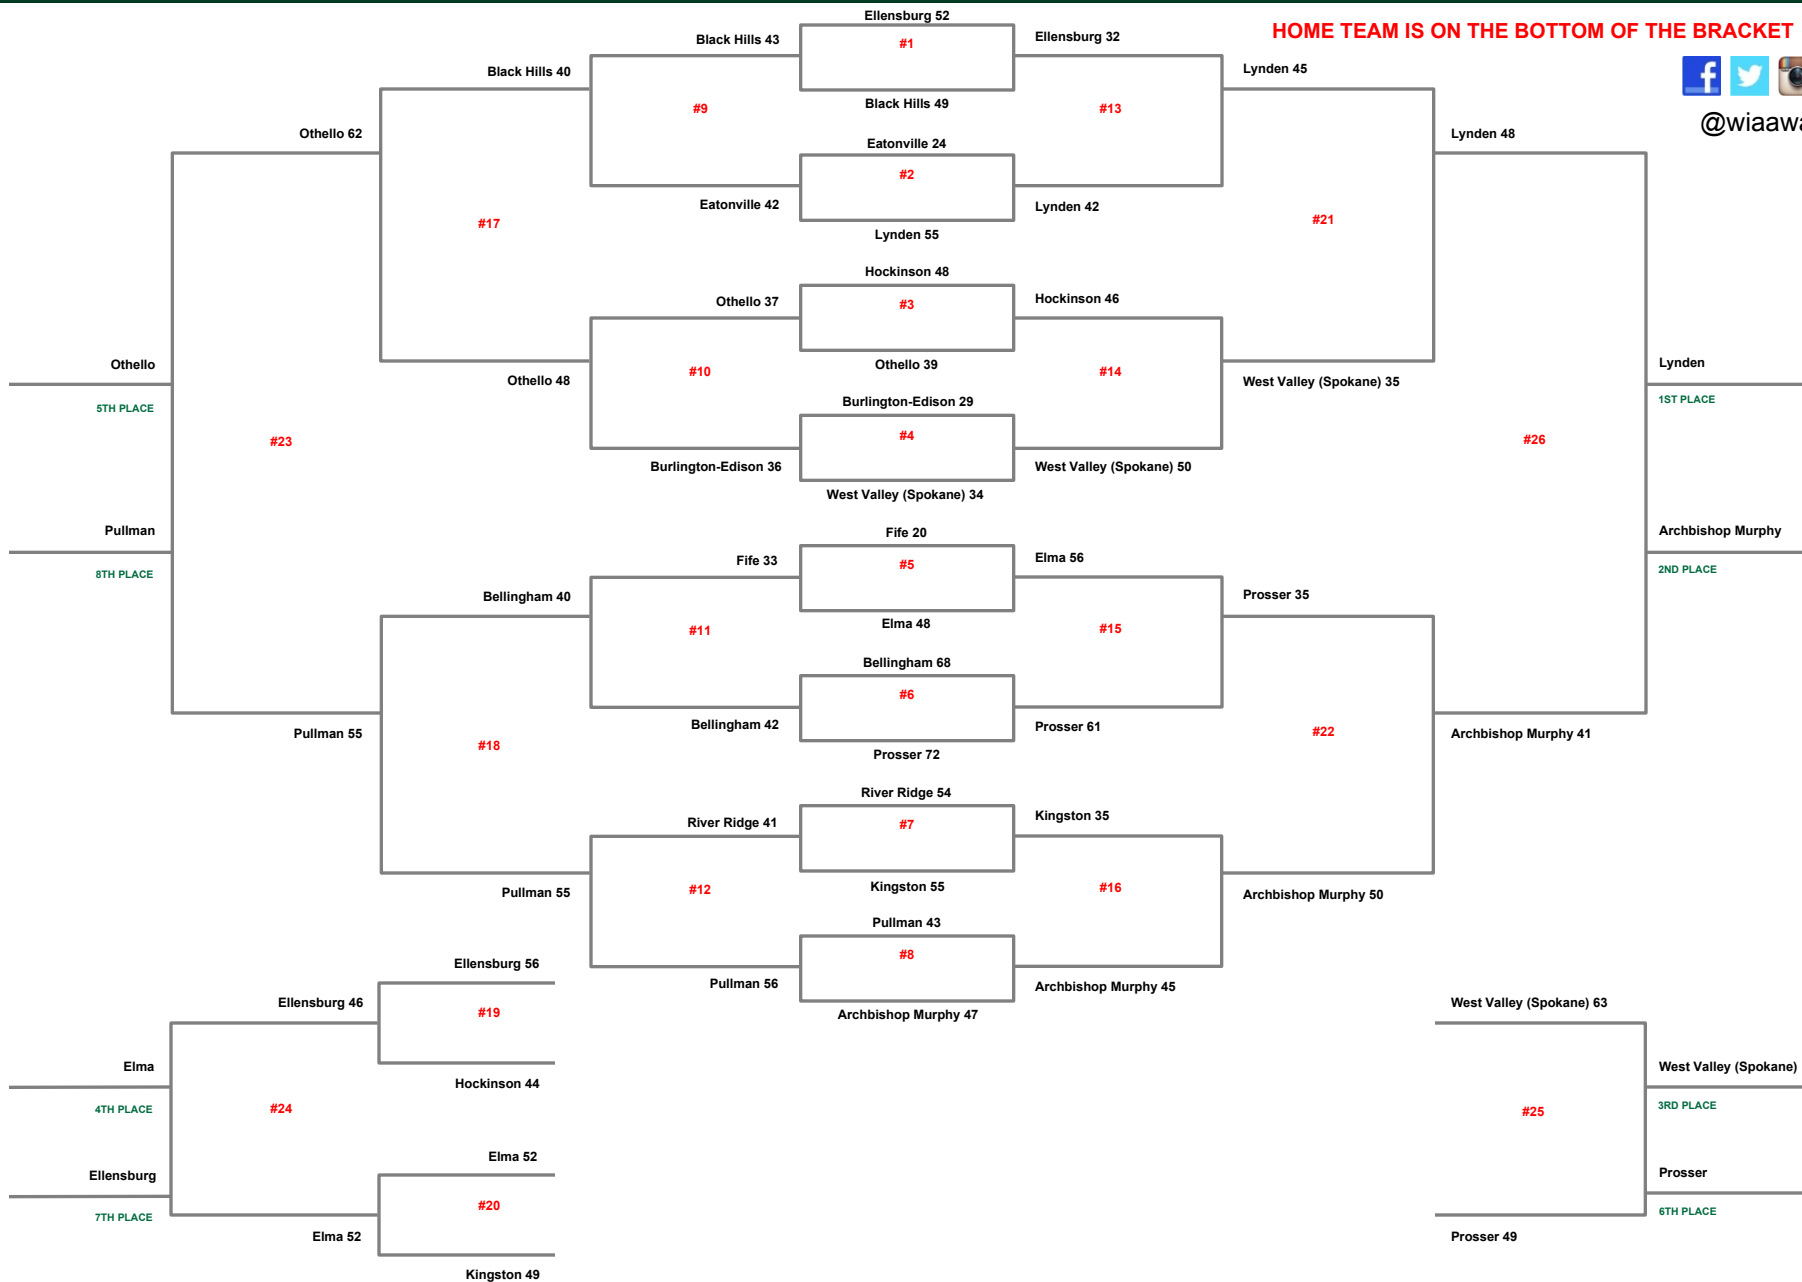 Ellensburg 52
HOME TEAM IS ON THE BOTTOM OF THE BRACKET
Black Hills 43
#1
Ellensburg 32
Black Hills 40
Lynden 45
Black Hills 49
#9
#13
@wiaawa
Othello 62
Eatonville 24
Lynden 48
#2
Eatonville 42
Lynden 42
#17
#21
Lynden 55
Hockinson 48
Othello 37
#3
Hockinson 46
Othello
Othello 39
Lynden
#10
#14
Othello 48
West Valley (Spokane) 35
5TH PLACE
1ST PLACE
Burlington-Edison 29
#23
#4
#26
Burlington-Edison 36
West Valley (Spokane) 50
West Valley (Spokane) 34
Pullman
Fife 20
Archbishop Murphy
Fife 33
#5
Elma 56
8TH PLACE
2ND PLACE
Bellingham 40
Prosser 35
Elma 48
#11
#15
Bellingham 68
#6
Bellingham 42
Prosser 61
Pullman 55
#22
Archbishop Murphy 41
#18
Prosser 72
River Ridge 54
River Ridge 41
#7
Kingston 35
Pullman 55
#12
Kingston 55
#16
Archbishop Murphy 50
Pullman 43
#8
Ellensburg 56
Pullman 56
Archbishop Murphy 45
Ellensburg 46
West Valley (Spokane) 63
#19
Archbishop Murphy 47
Elma
West Valley (Spokane)
Hockinson 44
4TH PLACE
#24
3RD PLACE
#25
Elma 52
Ellensburg
Prosser
#20
7TH PLACE
6TH PLACE
Elma 52
Prosser 49
Kingston 49